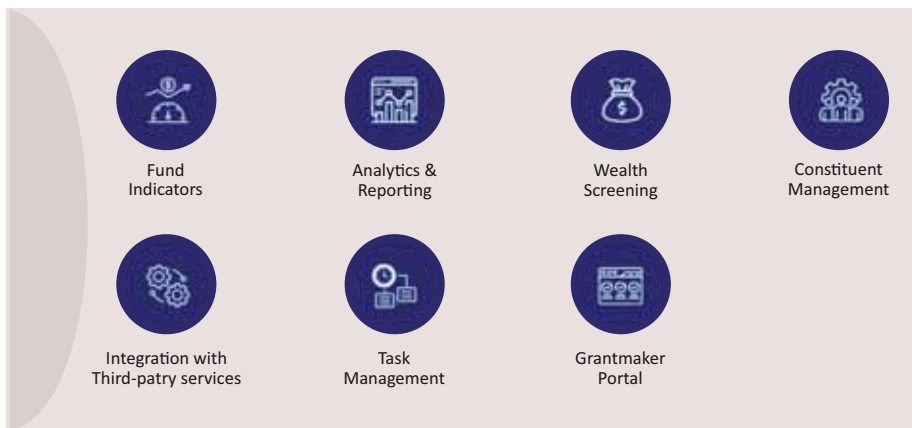 Fund
Indicators
Analytics &
Reporting
Wealth
Screening
Constituent
Management
Integration with
Third-patry services
Task
Management
Grantmaker
Portal